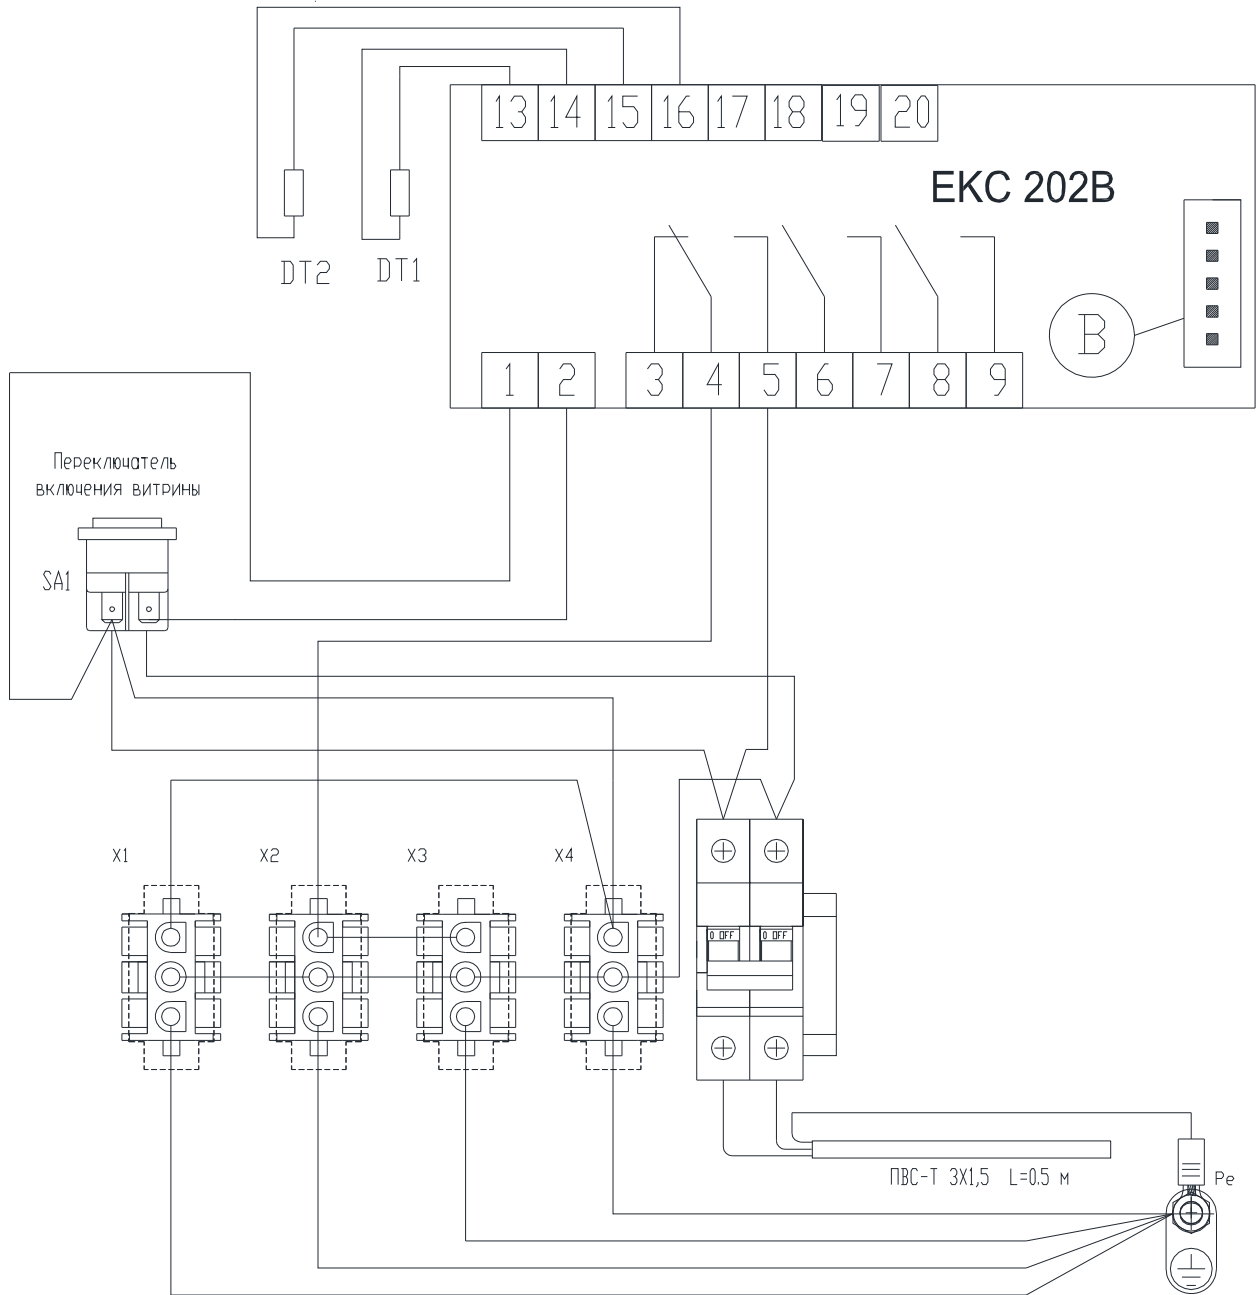 13 14 15 16 17 18 19 20
EKC 202B
DT2 DT1
B
1 2 3 4 5 6 7 8 9
Переключатель
включения витрины
SA1
X1 X2 X3 X4
0 OFF 0 OFF
ПВС-Т 3X1,5 L=0.5 м
Pe